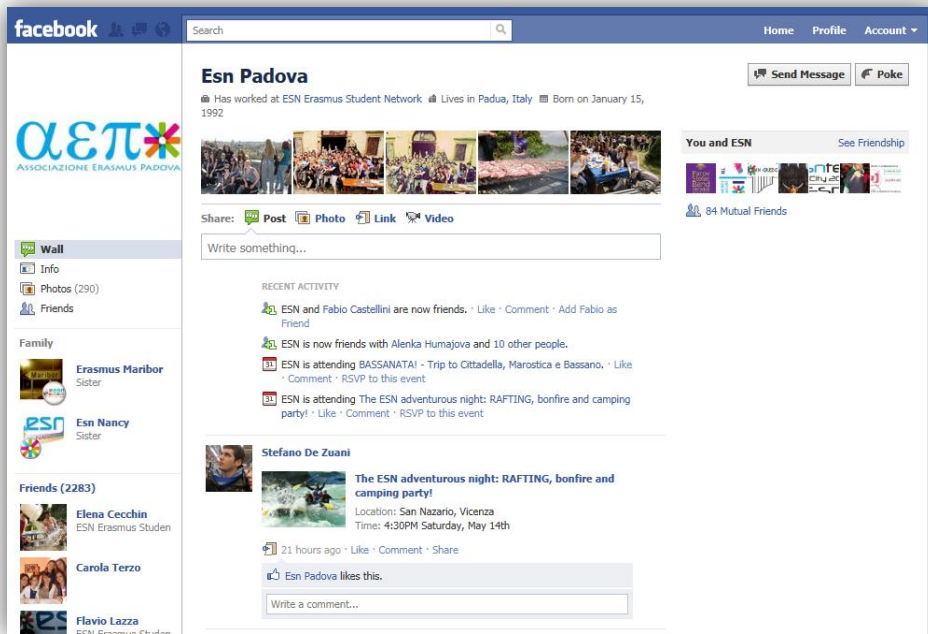 facebook
Search
Home Profile Account
αεπ
ASSOCIAZIONE ERASMUS PADOVA
Wall
Info
Photos (290)
Friends
Family
Erasmus Maribor
Sister
Esn Nancy
Sister
Friends (2283)
Elena Cecchin
ESN Erasmus Studen
Carola Terzo
Flavio Lazza
ESN Erasmus Studen
Esn Padova
Has worked at ESN Erasmus Student Network Lives in Padua, Italy Born on January 15,
1992
Share: Post Photo Link Video
Write something...
RECENT ACTIVITY
ESN and Fabio Castellini are now friends. · Like · Comment · Add Fabio as
Friend
ESN is now friends with Alenka Humajova and 10 other people.
31 ESN is attending BASSANATA! - Trip to Cittadella, Marostica e Bassano. · Like
· Comment · RSVP to this event
31 ESN is attending The ESN adventurous night: RAFTING, bonfire and camping
party! · Like · Comment · RSVP to this event
Stefano De Zuani
The ESN adventurous night: RAFTING, bonfire and
camping party!
Location: San Nazario, Vicenza
Time: 4:30PM Saturday, May 14th
21 hours ago · Like · Comment · Share
Esn Padova likes this.
Write a comment...
Send Message Poke
You and ESN See Friendship
84 Mutual Friends